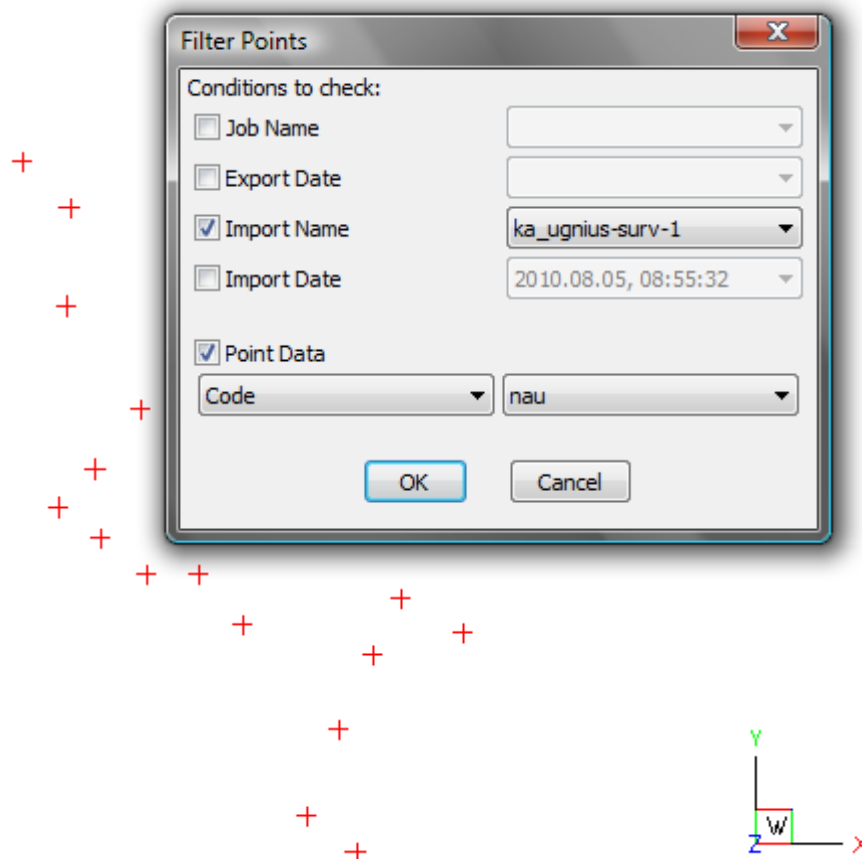 Filter Points
Conditions to check:
Job Name
Export Date
Import Name ka_ugnius-surv-1
Import Date 2010.08.05, 08:55:32
Point Data
Code nau
OK Cancel
Y
W
Z X